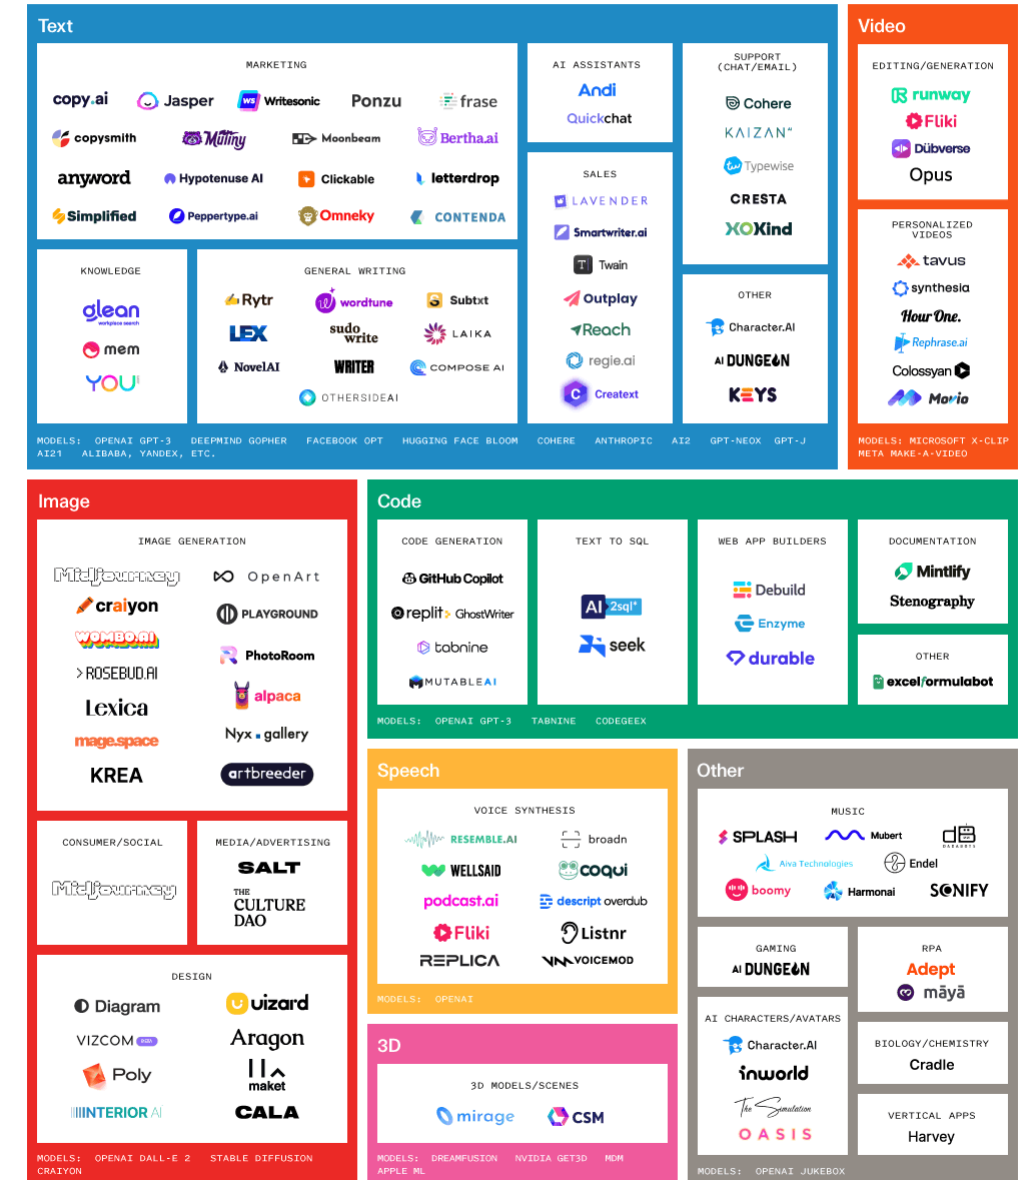 Text
MARKETING
copy.ai Jasper WS Writesonic Ponzu frase
copysmith Mutiny Moonbeam Bertha.ai
anyword Hypotenuse AI Clickable letterdrop
Simplified Peppertype.ai Omneky CONTENDA
KNOWLEDGE
glean
workplace search
mem
YOU
GENERAL WRITING
Rytr wordtune Subtxt
LEX sudo write LAIKA
NovelAI WRITER COMPOSE AI
OTHERSIDEAI
AI ASSISTANTS
Andi
Quickchat
SALES
LAVENDER
Smartwriter.ai
T Twain
Outplay
Reach
regie.ai
C Creatext
SUPPORT
(CHAT/EMAIL)
Cohere
KAIZAN
tw Typewise
CRESTA
XOKind
OTHER
Character.AI
AI DUNGEON
KEYS
MODELS: OPENAI GPT-3 DEEPMIND GOPHER FACEBOOK OPT HUGGING FACE BLOOM COHERE ANTHROPIC AI2 GPT-NEOX GPT-J
AI21 ALIBABA, YANDEX, ETC.
Video
EDITING/GENERATION
runway
Fliki
Dübverse
Opus
PERSONALIZED
VIDEOS
tavus
synthesia
Hour One.
Rephrase.ai
Colossyan
Movio
MODELS: MICROSOFT X-CLIP
META MAKE-A-VIDEO
Image
IMAGE GENERATION
Midjourney OpenArt
craiyon PLAYGROUND
WOMBO.AI PhotoRoom
>ROSEBUD.AI alpaca
Lexica Nyx.gallery
mage.space artbreeder
KREA
CONSUMER/SOCIAL
Midjourney
MEDIA/ADVERTISING
SALT
THE
CULTURE
DAO
DESIGN
Diagram uizard
VIZCOM Aragon
Poly maket
INTERIOR AI CALA
MODELS: OPENAI DALL-E 2 STABLE DIFFUSION
CRAIYON
Code
CODE GENERATION
GitHub Copilot
replit GhostWriter
tabnine
MUTABLEAI
TEXT TO SQL
AI 2sql
seek
WEB APP BUILDERS
Debuild
Enzyme
durable
DOCUMENTATION
Mintlify
Stenography
OTHER
excelformulabot
MODELS: OPENAI GPT-3 TABNINE CODEGEEX
Speech
VOICE SYNTHESIS
RESEMBLE.AI broadn
WELLSAID coqui
podcast.ai descript overdub
Fliki Listnr
REPLICA VOICEMOD
MODELS: OPENAI
3D
3D MODELS/SCENES
mirage CSM
MODELS: DREAMFUSION NVIDIA GET3D MDM
APPLE ML
Other
MUSIC
SPLASH Mubert dB
DADABOTS
Aiva Technologies Endel
boomy Harmonai SONIFY
GAMING
AI DUNGEON
RPA
Adept
māyā
AI CHARACTERS/AVATARS
Character.AI
inworld
The Simulation
OASIS
BIOLOGY/CHEMISTRY
Cradle
VERTICAL APPS
Harvey
MODELS: OPENAI JUKEBOX